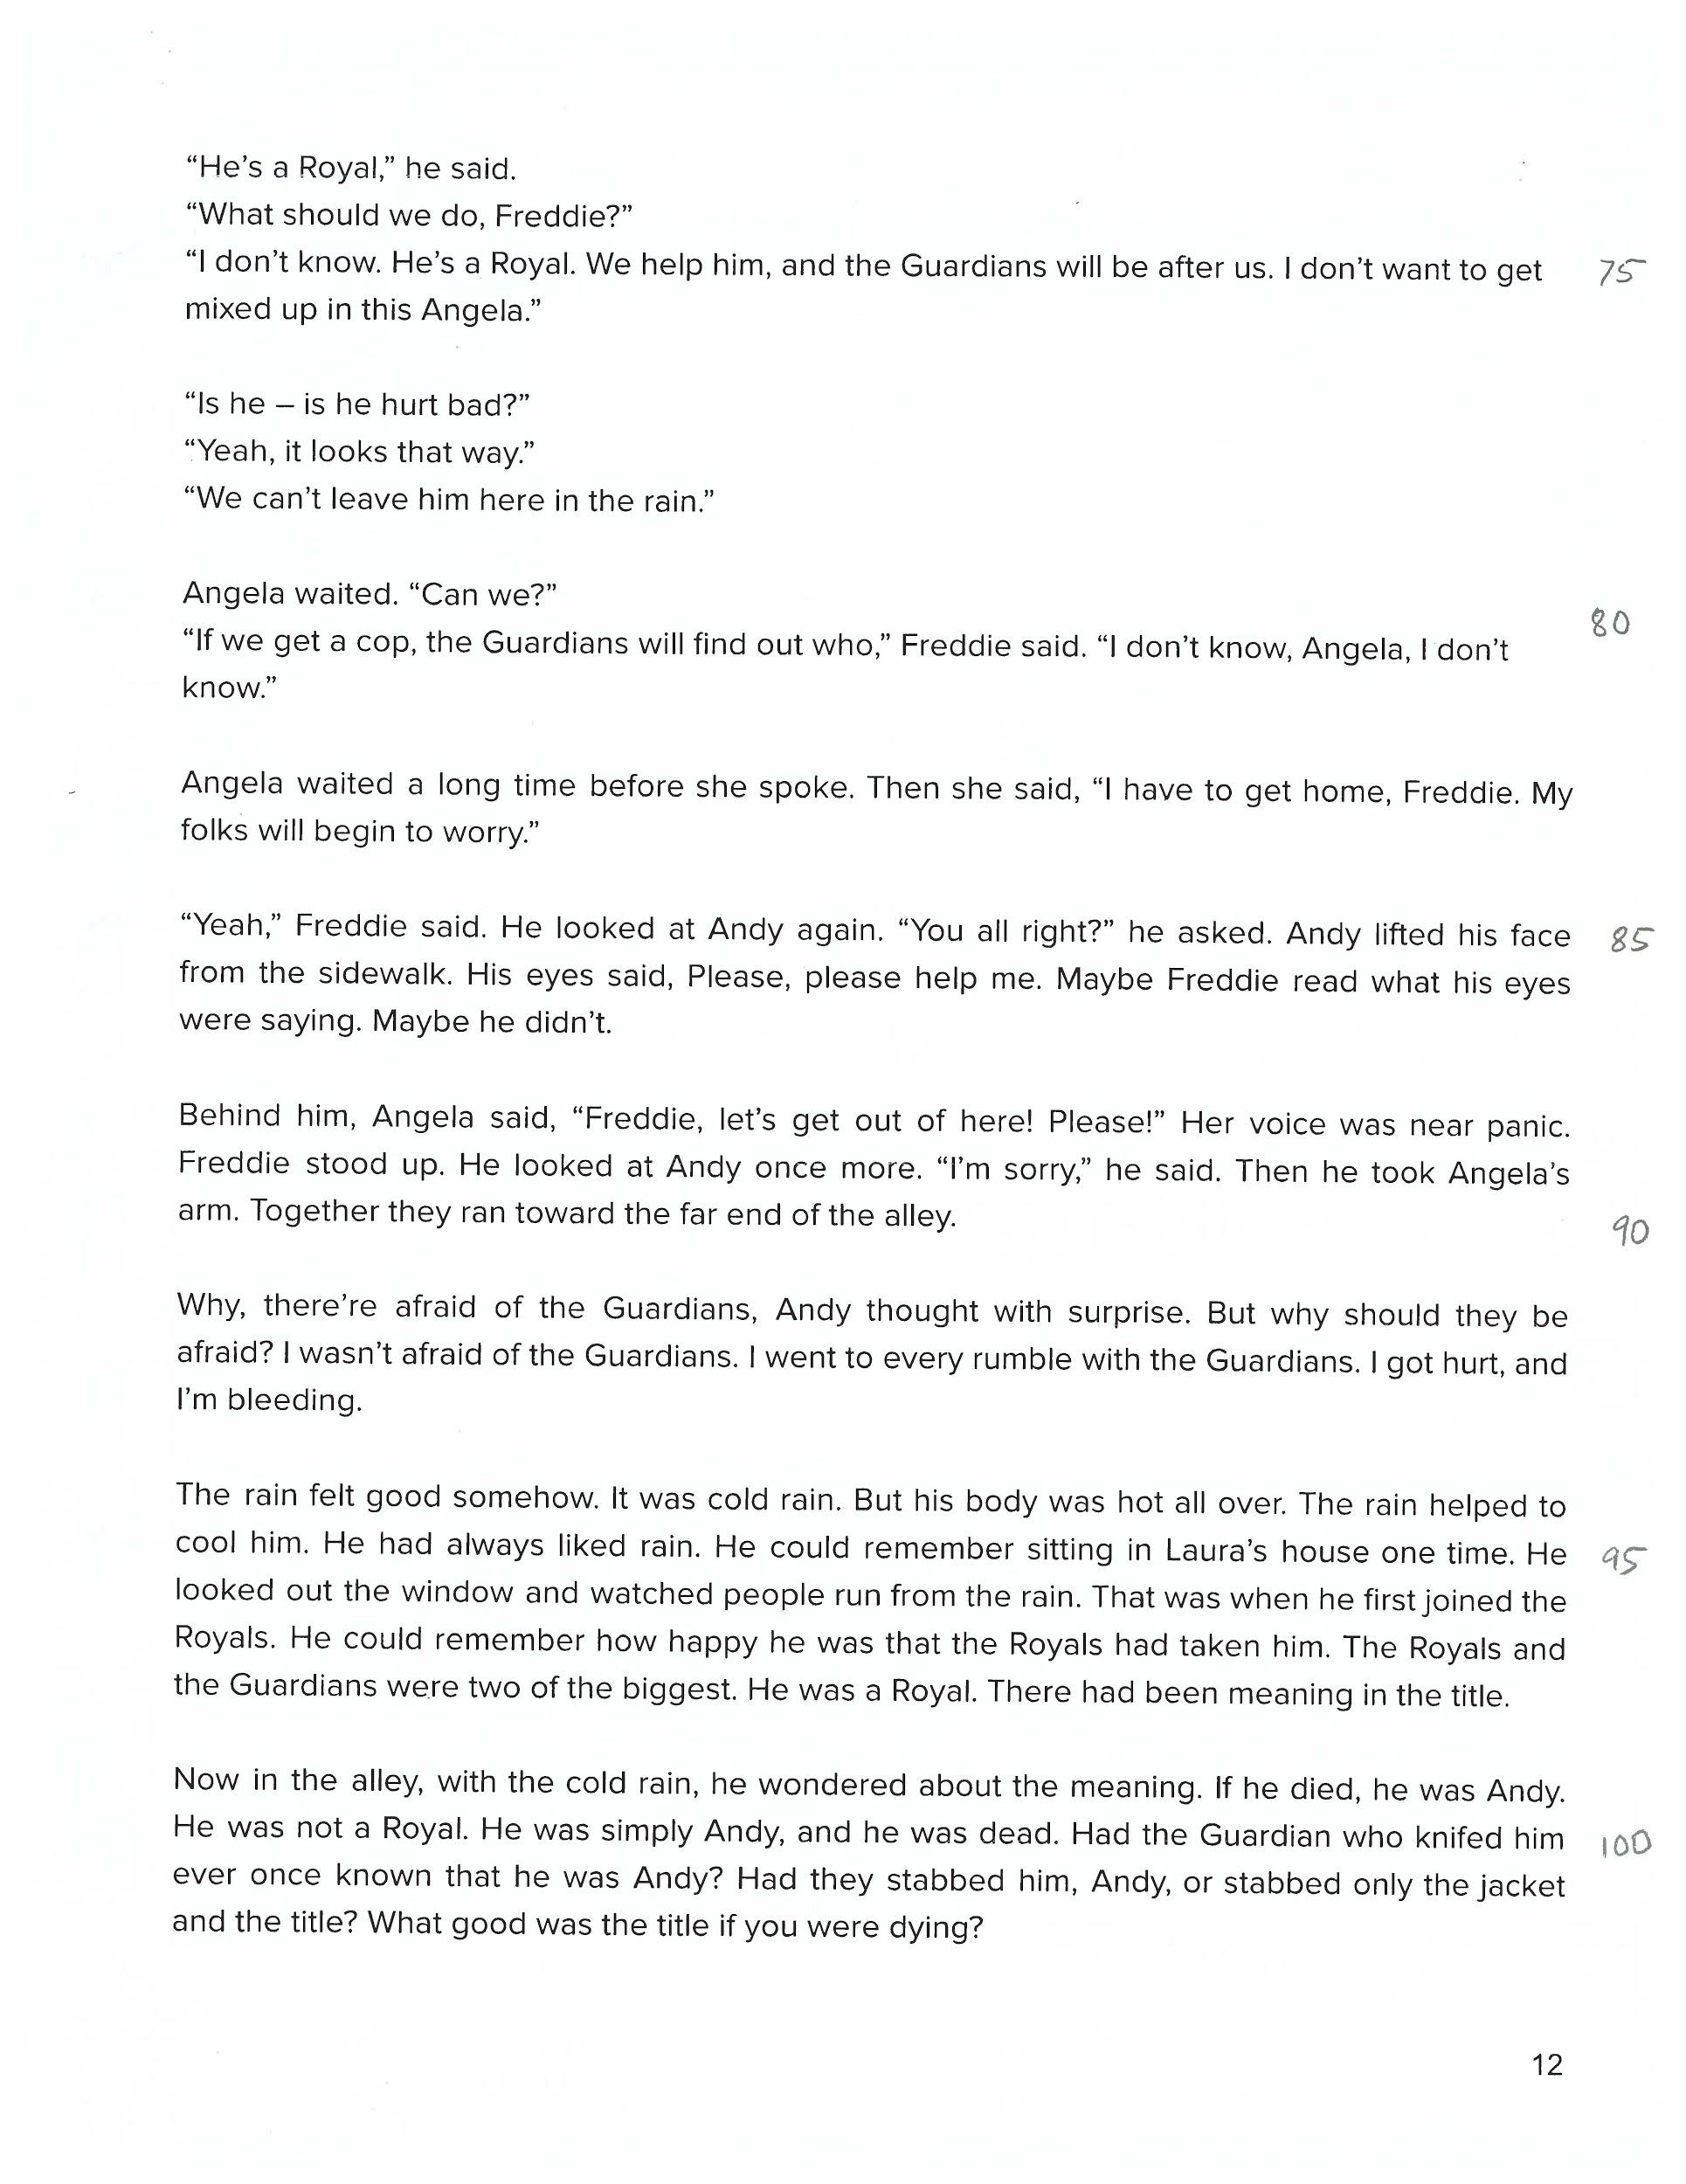 “He’s a Royal,” he said.
“What should we do, Freddie?”
“I don’t know. He’s a Royal. We help him, and the Guardians will be after us. I don’t want to get 75
mixed up in this Angela.”
“Is he – is he hurt bad?”
“Yeah, it looks that way.”
“We can’t leave him here in the rain.”
Angela waited. “Can we?”
80
“If we get a cop, the Guardians will find out who,” Freddie said. “I don’t know, Angela, I don’t
know.”
Angela waited a long time before she spoke. Then she said, “I have to get home, Freddie. My
folks will begin to worry.”
“Yeah,” Freddie said. He looked at Andy again. “You all right?” he asked. Andy lifted his face 85
from the sidewalk. His eyes said, Please, please help me. Maybe Freddie read what his eyes
were saying. Maybe he didn’t.
Behind him, Angela said, “Freddie, let’s get out of here! Please!” Her voice was near panic.
Freddie stood up. He looked at Andy once more. “I’m sorry,” he said. Then he took Angela’s
arm. Together they ran toward the far end of the alley.
90
Why, there’re afraid of the Guardians, Andy thought with surprise. But why should they be
afraid? I wasn’t afraid of the Guardians. I went to every rumble with the Guardians. I got hurt, and
I’m bleeding.
The rain felt good somehow. It was cold rain. But his body was hot all over. The rain helped to
cool him. He had always liked rain. He could remember sitting in Laura’s house one time. He 95
looked out the window and watched people run from the rain. That was when he first joined the
Royals. He could remember how happy he was that the Royals had taken him. The Royals and
the Guardians were two of the biggest. He was a Royal. There had been meaning in the title.
Now in the alley, with the cold rain, he wondered about the meaning. If he died, he was Andy.
He was not a Royal. He was simply Andy, and he was dead. Had the Guardian who knifed him 100
ever once known that he was Andy? Had they stabbed him, Andy, or stabbed only the jacket
and the title? What good was the title if you were dying?
12